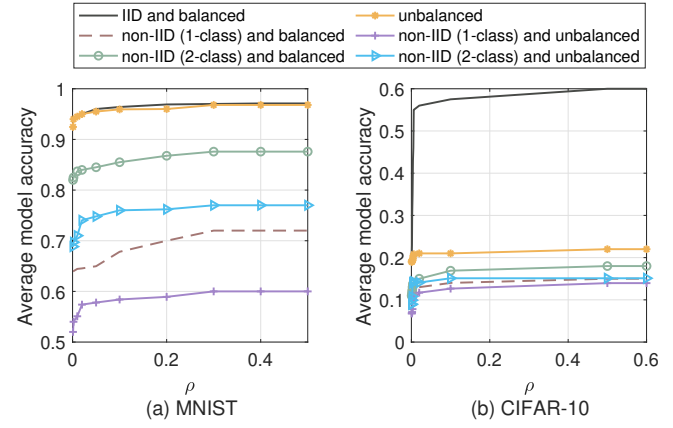 IID and balanced
unbalanced
non-IID (1-class) and balanced
non-IID (1-class) and unbalanced
non-IID (2-class) and balanced
non-IID (2-class) and unbalanced
Average model accuracy
1
0.9
0.8
0.7
0.6
0.5
0
0.2
0.4
ρ
(a) MNIST
Average model accuracy
0.6
0.5
0.4
0.3
0.2
0.1
0
0
0.2
0.4
0.6
ρ
(b) CIFAR-10